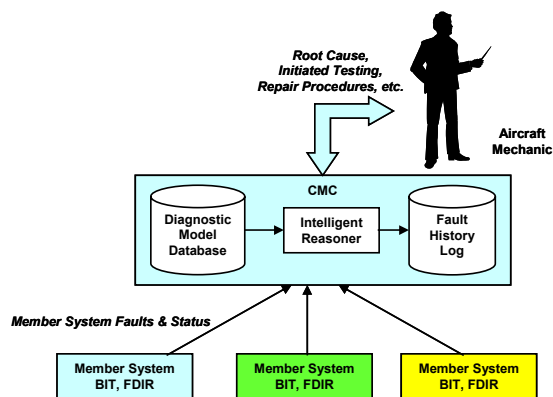 Root Cause,
Initiated Testing,
Repair Procedures, etc.
Aircraft
Mechanic
CMC
Diagnostic
Model
Database
Intelligent
Reasoner
Fault
History
Log
Member System Faults & Status
Member System
BIT, FDIR
Member System
BIT, FDIR
Member System
BIT, FDIR